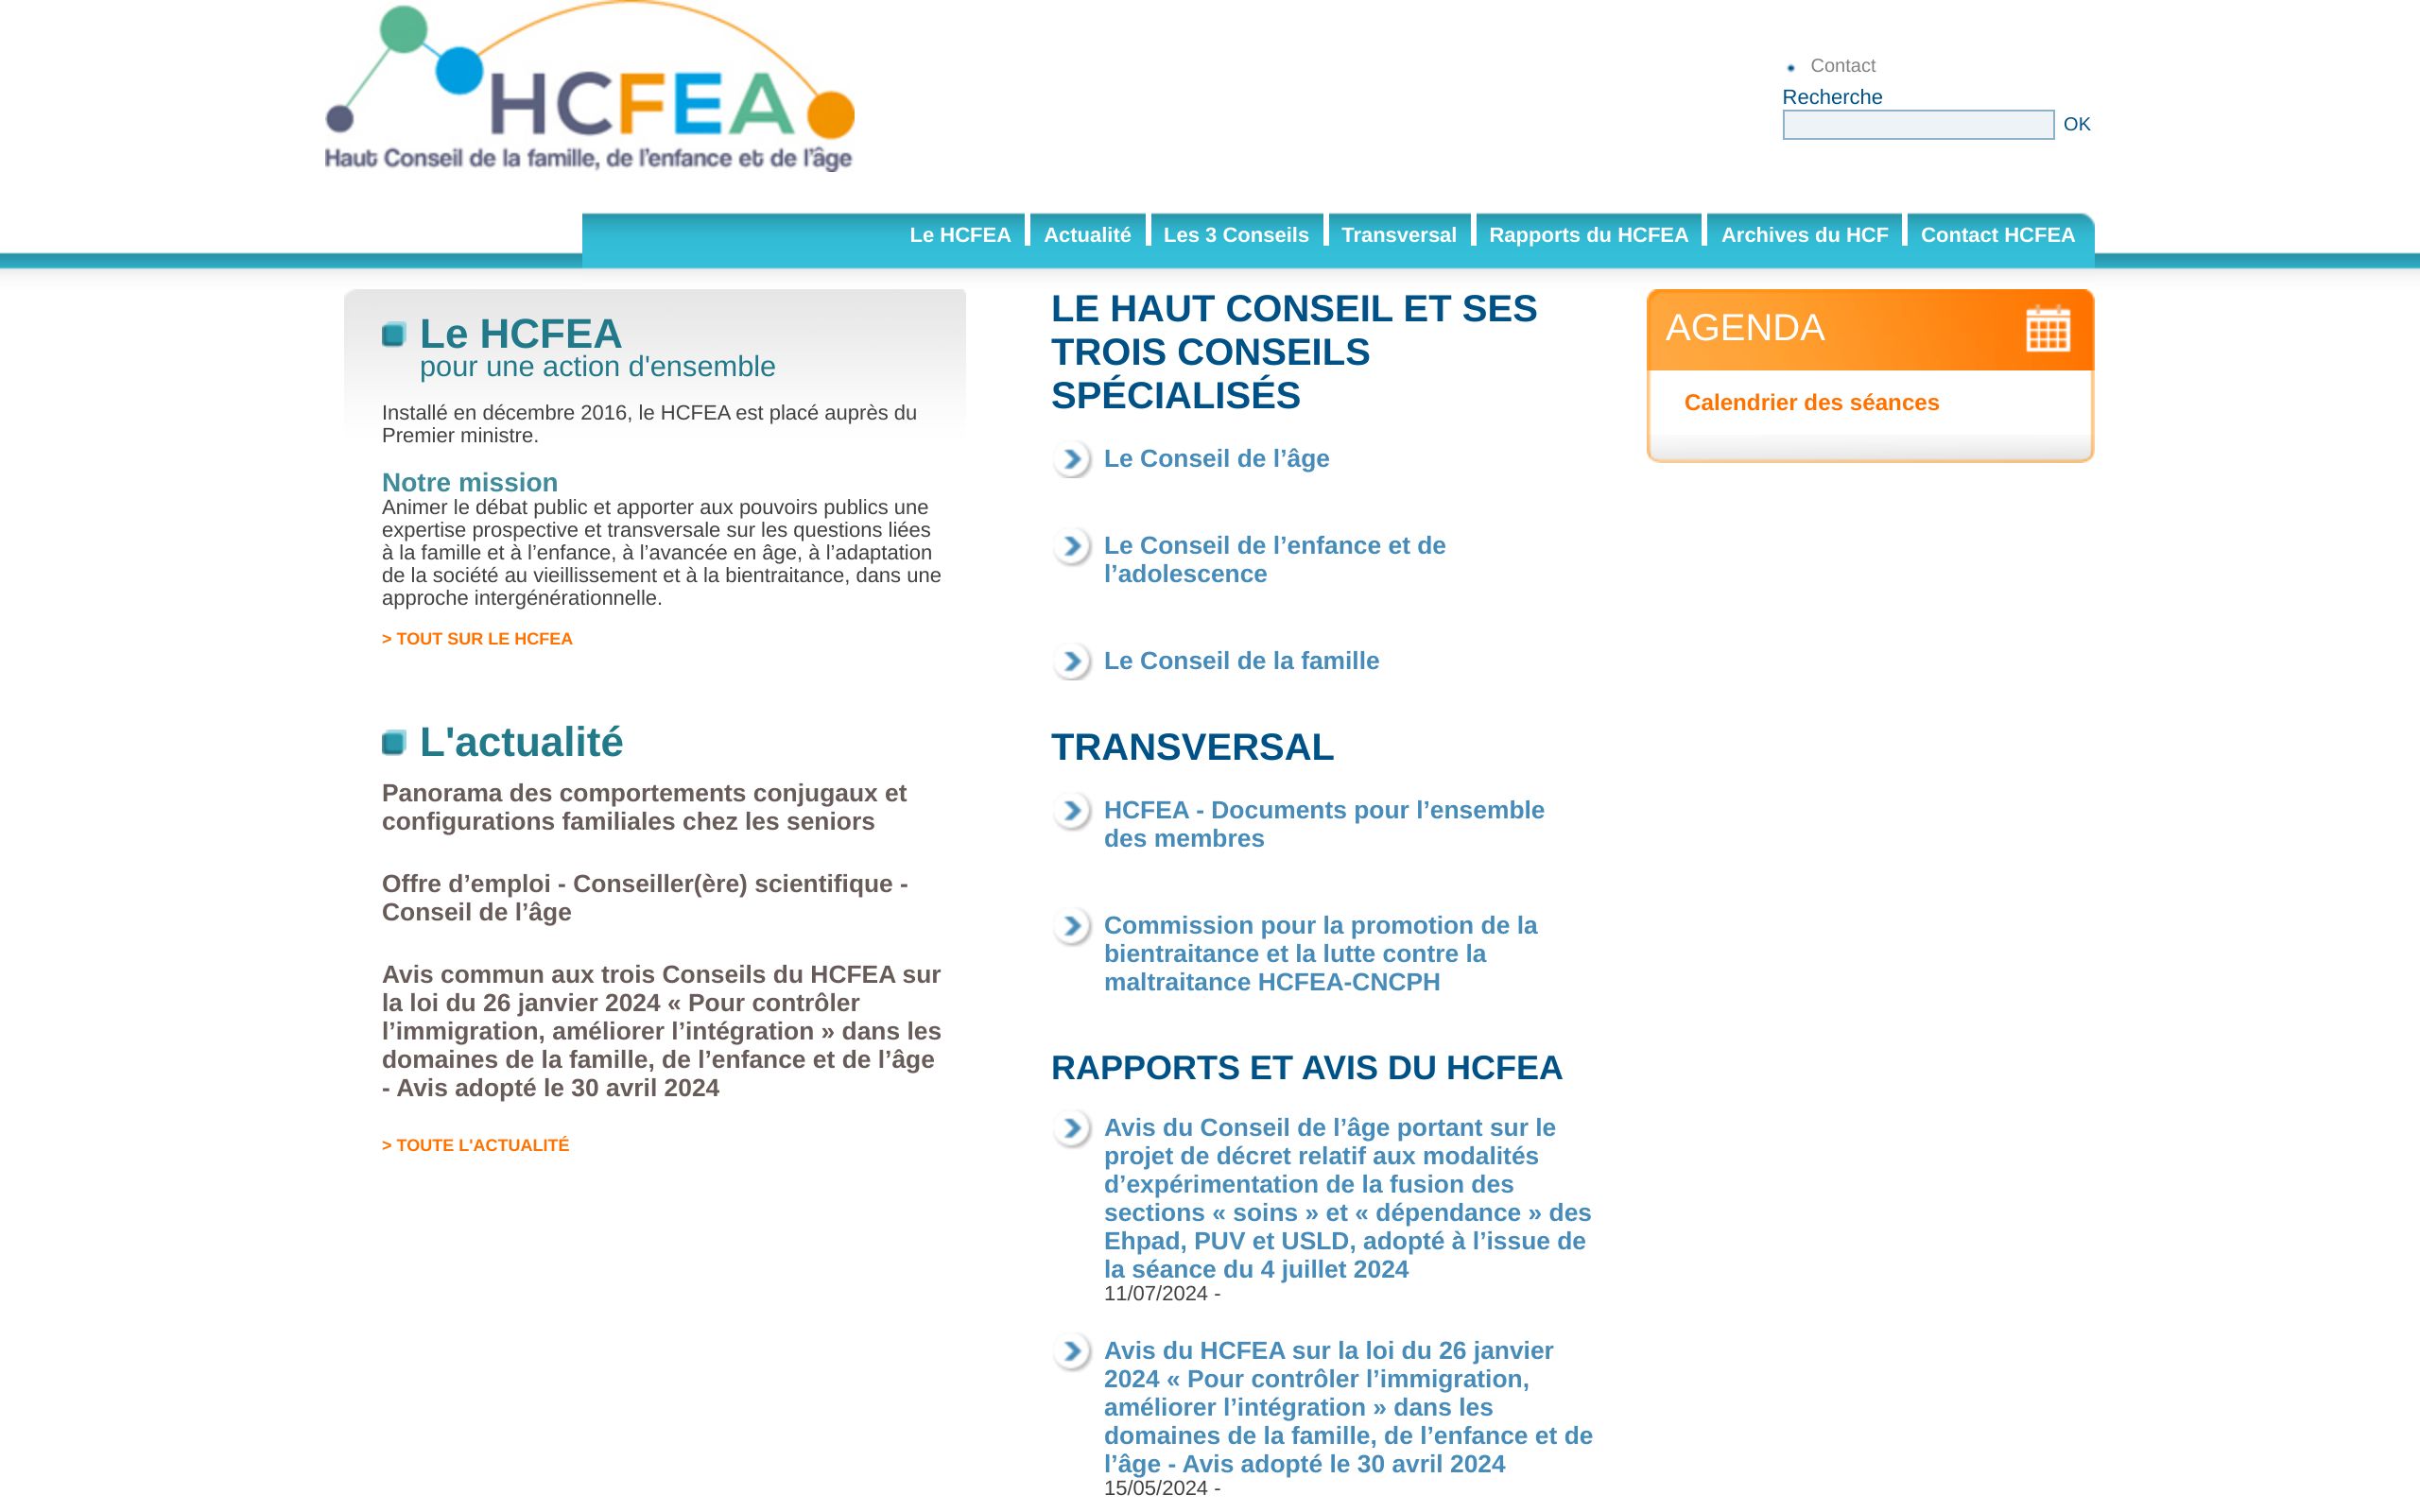 HCFEA
Haut Conseil de la famille, de l'enfance et de l'âge
Contact
Recherche
OK
Le HCFEA
Actualité
Les 3 Conseils
Transversal
Rapports du HCFEA
Archives du HCF
Contact HCFEA
Le HCFEA
pour une action d'ensemble
Installé en décembre 2016, le HCFEA est placé auprès du
Premier ministre.
Notre mission
Animer le débat public et apporter aux pouvoirs publics une
expertise prospective et transversale sur les questions liées
à la famille et à l’enfance, à l’avancée en âge, à l’adaptation
de la société au vieillissement et à la bientraitance, dans une
approche intergénérationnelle.
> TOUT SUR LE HCFEA
L'actualité
Panorama des comportements conjugaux et
configurations familiales chez les seniors
Offre d’emploi - Conseiller(ère) scientifique -
Conseil de l’âge
Avis commun aux trois Conseils du HCFEA sur
la loi du 26 janvier 2024 « Pour contrôler
l’immigration, améliorer l’intégration » dans les
domaines de la famille, de l’enfance et de l’âge
- Avis adopté le 30 avril 2024
> TOUTE L'ACTUALITÉ
LE HAUT CONSEIL ET SES
TROIS CONSEILS
SPÉCIALISÉS
Le Conseil de l’âge
Le Conseil de l’enfance et de
l’adolescence
Le Conseil de la famille
TRANSVERSAL
HCFEA - Documents pour l’ensemble
des membres
Commission pour la promotion de la
bientraitance et la lutte contre la
maltraitance HCFEA-CNCPH
RAPPORTS ET AVIS DU HCFEA
Avis du Conseil de l’âge portant sur le
projet de décret relatif aux modalités
d’expérimentation de la fusion des
sections « soins » et « dépendance » des
Ehpad, PUV et USLD, adopté à l’issue de
la séance du 4 juillet 2024
11/07/2024 -
Avis du HCFEA sur la loi du 26 janvier
2024 « Pour contrôler l’immigration,
améliorer l’intégration » dans les
domaines de la famille, de l’enfance et de
l’âge - Avis adopté le 30 avril 2024
15/05/2024 -
AGENDA
Calendrier des séances